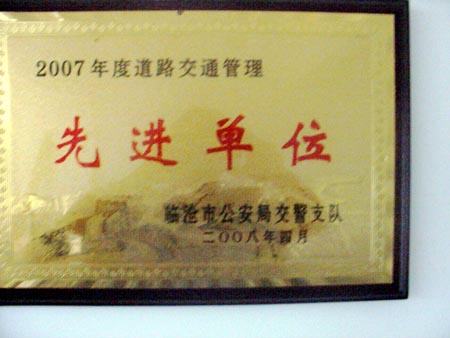 2007年度道路交通管理
先进单位
临沧市公安局交警支队
二〇〇八年四月